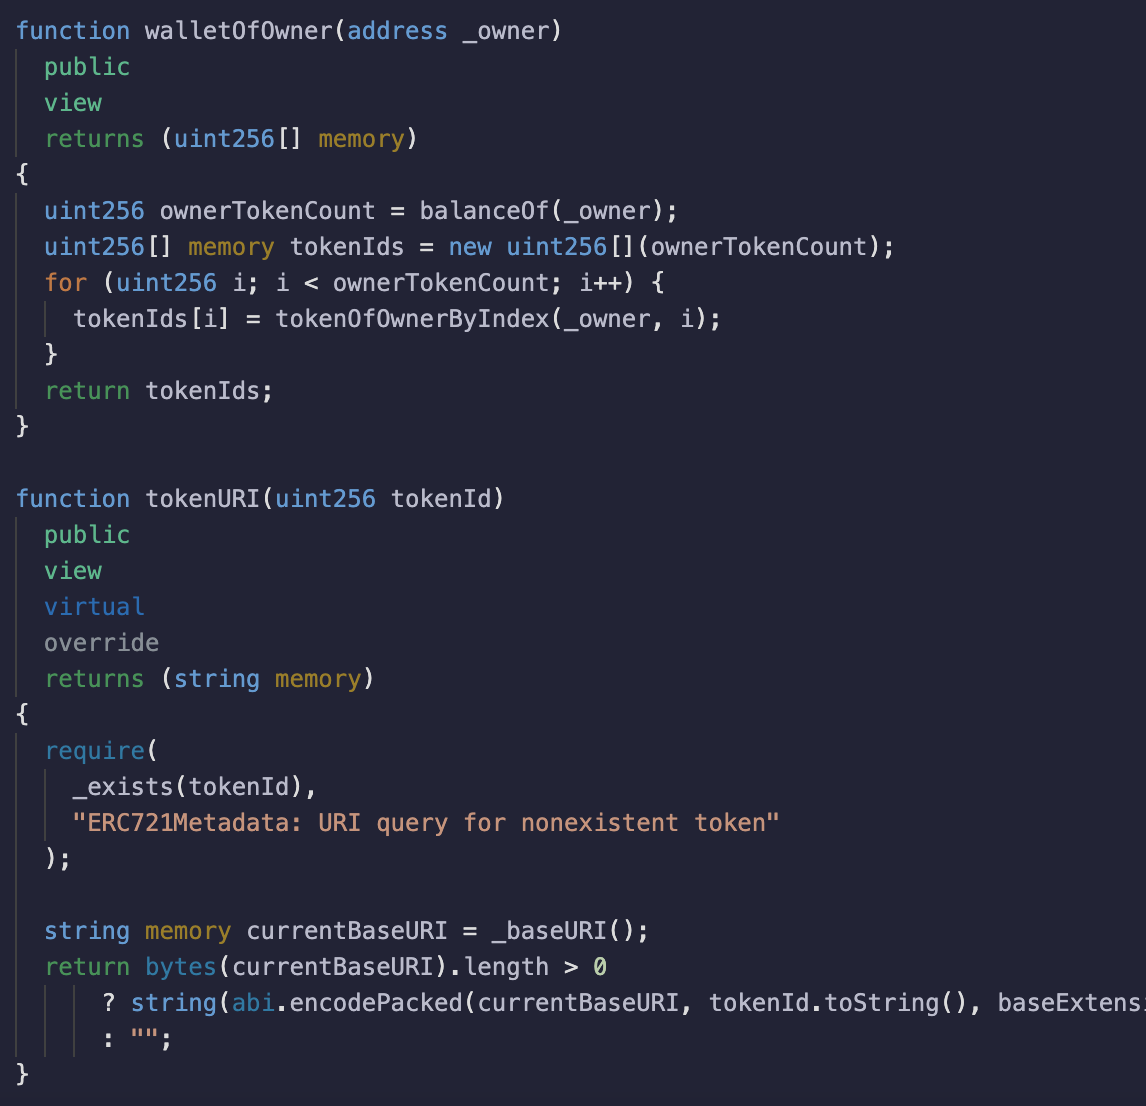 function walletOfOwner(address _owner)
public
view
returns (uint256[] memory)
{
uint256 ownerTokenCount = balanceOf(_owner);
uint256[] memory tokenIds = new uint256[](ownerTokenCount);
for (uint256 i; i < ownerTokenCount; i++) {
tokenIds[i] = tokenOfOwnerByIndex(_owner, i);
}
return tokenIds;
}
function tokenURI(uint256 tokenId)
public
view
virtual
override
returns (string memory)
{
require(
_exists(tokenId),
"ERC721Metadata: URI query for nonexistent token"
);
string memory currentBaseURI = _baseURI();
return bytes(currentBaseURI).length > 0
? string(abi.encodePacked(currentBaseURI, tokenId.toString(), baseExtens
: "";
}